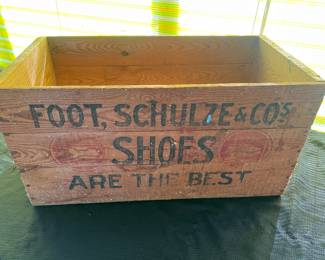 FOOT, SCHULZE & CO'S
SHOES
ARE THE BEST